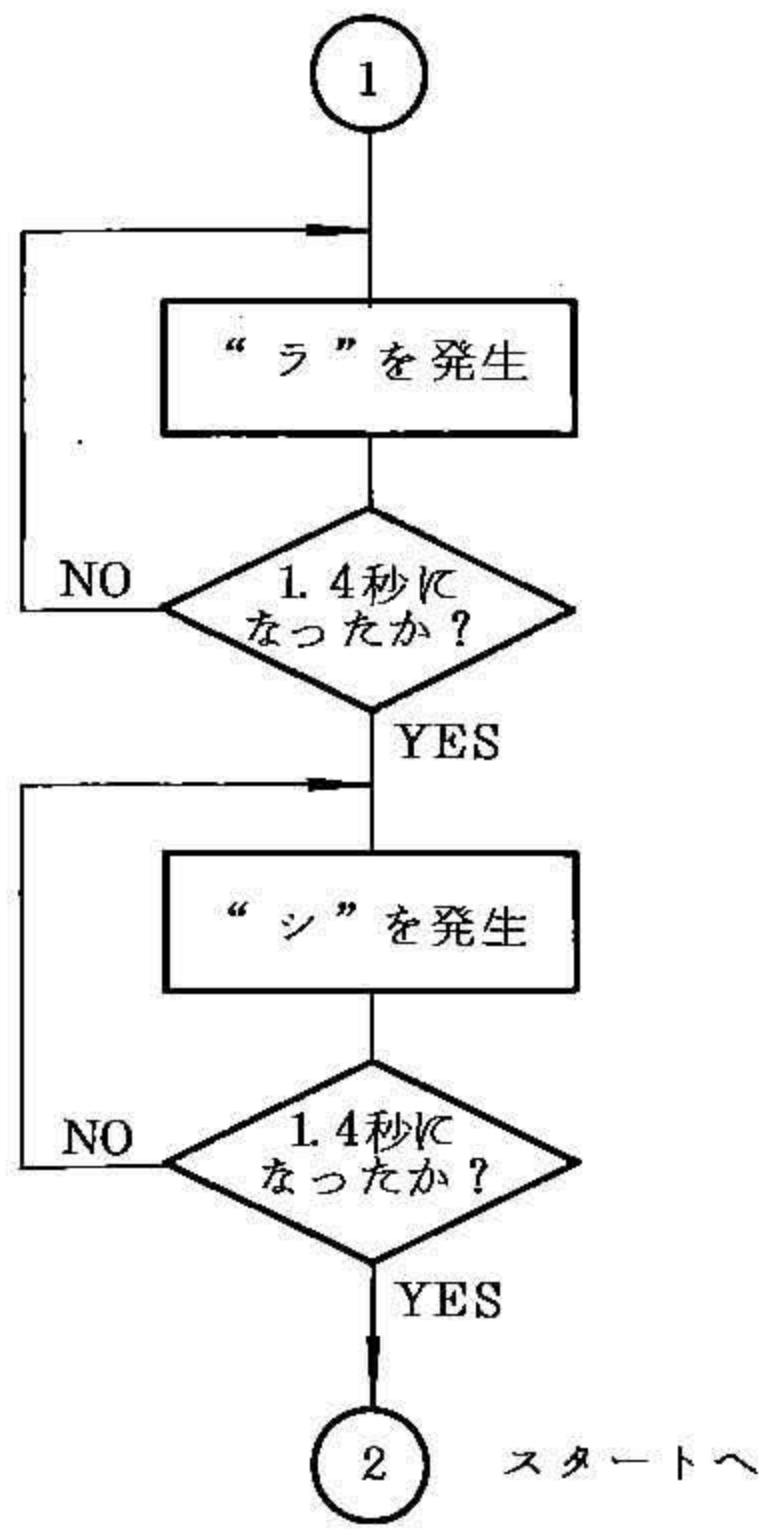 1
“ラ”を発生
NO
1.4秒に
なったか?
YES
“シ”を発生
NO
1.4秒に
なったか?
YES
2 スタートへ